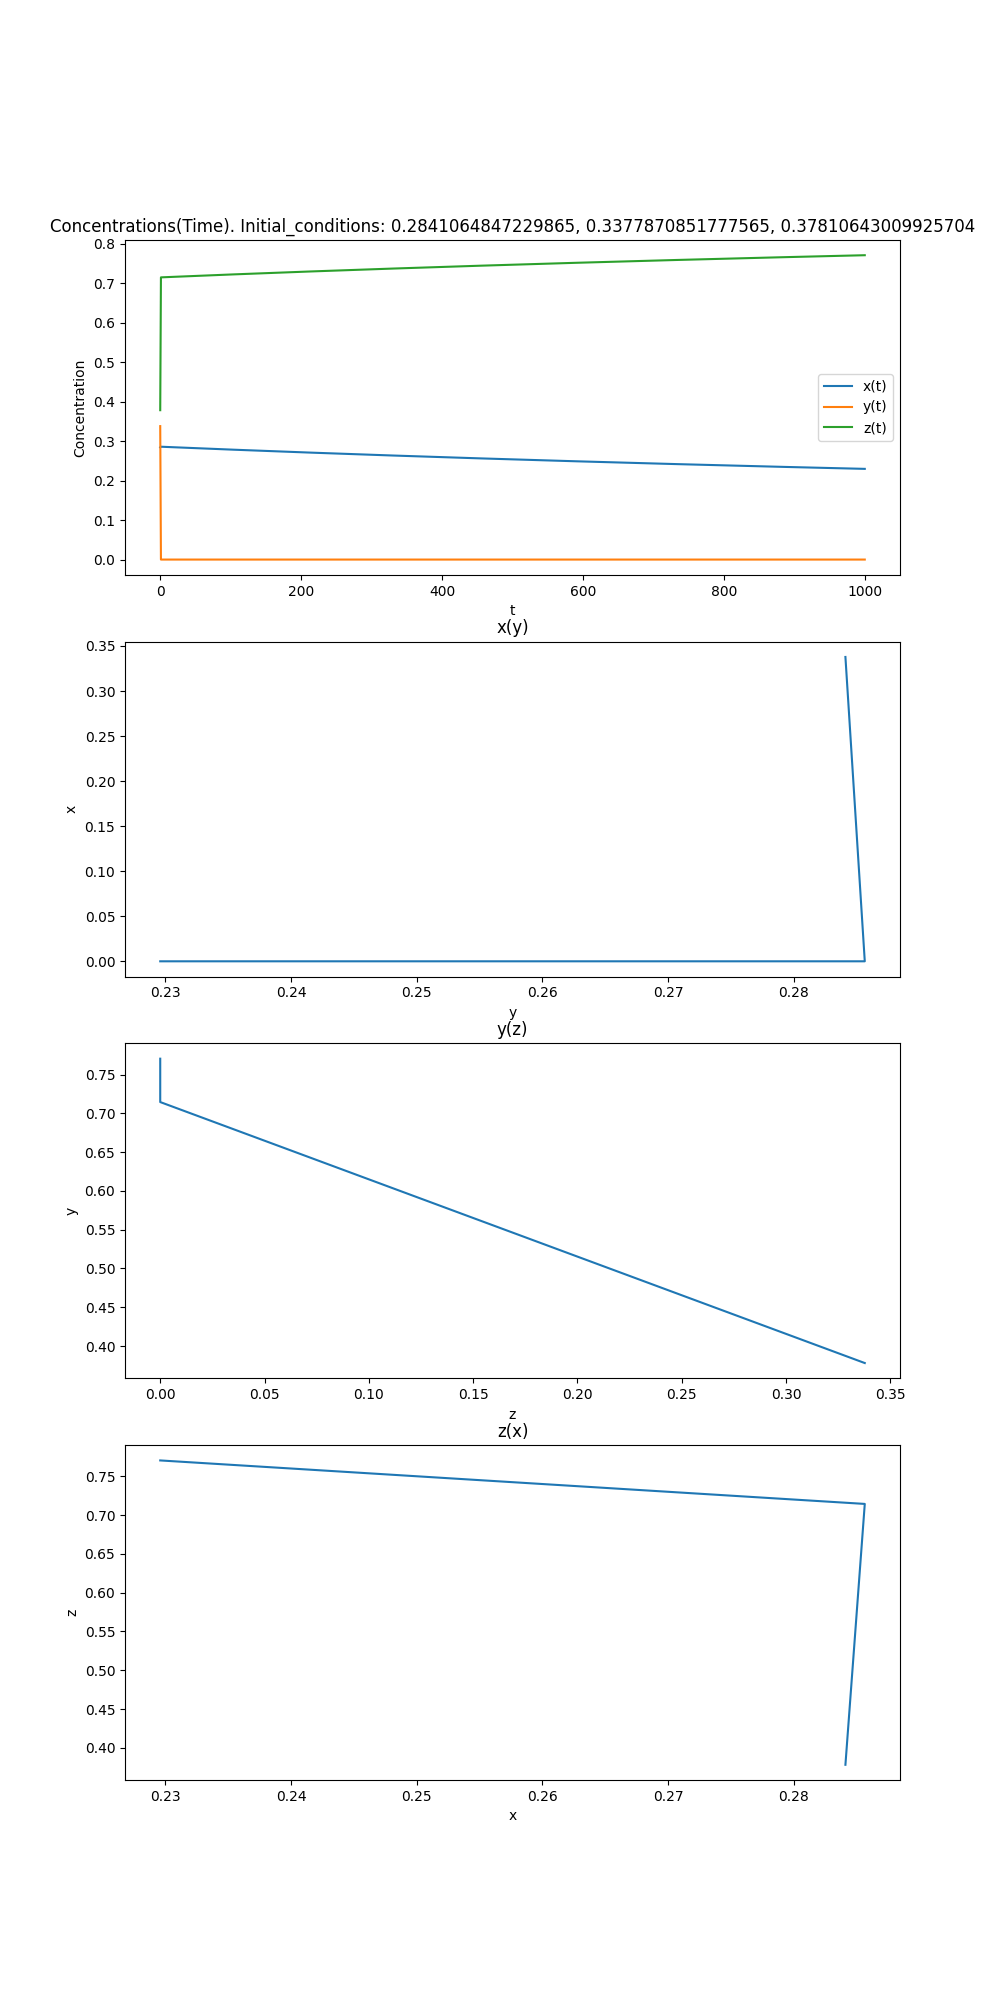 Concentrations(Time). Initial_conditions: 0.2841064847229865, 0.3377870851777565, 0.37810643009925704
0.8
0.7
0.6
0.5
0.4
0.3
0.2
0.1
0.0
Concentration
x(t)
y(t)
z(t)
0 200 400 600 800 1000
t
x(y)
0.35
0.30
0.25
0.20
0.15
0.10
0.05
0.00
x
0.23 0.24 0.25 0.26 0.27 0.28
y
y(z)
0.75
0.70
0.65
0.60
0.55
0.50
0.45
0.40
y
0.00 0.05 0.10 0.15 0.20 0.25 0.30 0.35
z
z(x)
0.75
0.70
0.65
0.60
0.55
0.50
0.45
0.40
z
0.23 0.24 0.25 0.26 0.27 0.28
x